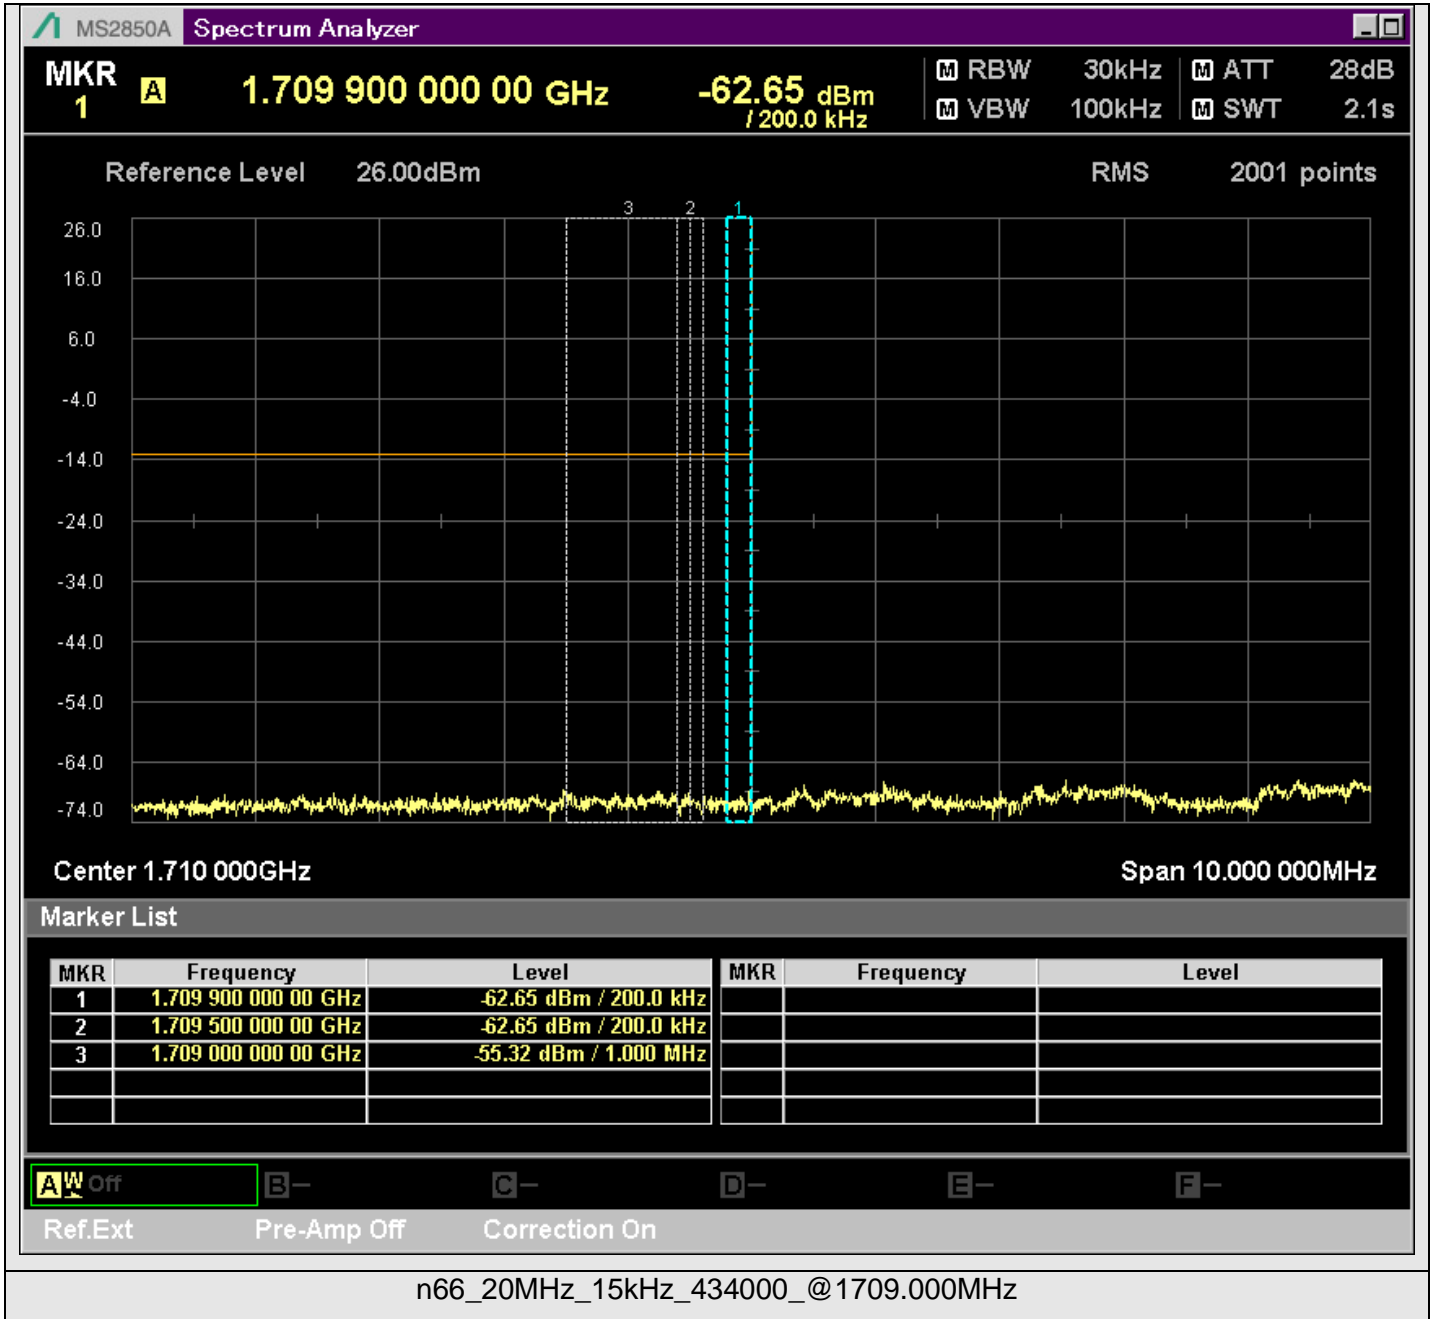 MS2850A Spectrum Analyzer
MKR 1 A 1.709 900 000 00 GHz -62.65 dBm / 200.0 kHz
M RBW 30kHz M ATT 28dB
M VBW 100kHz M SWT 2.1s
Reference Level 26.00dBm RMS 2001 points
3 2 1
26.0
16.0
6.0
-4.0
-14.0
-24.0
-34.0
-44.0
-54.0
-64.0
-74.0
Center 1.710 000GHz Span 10.000 000MHz
Marker List
MKR Frequency Level MKR Frequency Level
1 1.709 900 000 00 GHz -62.65 dBm / 200.0 kHz
2 1.709 500 000 00 GHz -62.65 dBm / 200.0 kHz
3 1.709 000 000 00 GHz -55.32 dBm / 1.000 MHz
A W Off B – C – D – E – F –
Ref.Ext Pre-Amp Off Correction On
n66_20MHz_15kHz_434000_@1709.000MHz